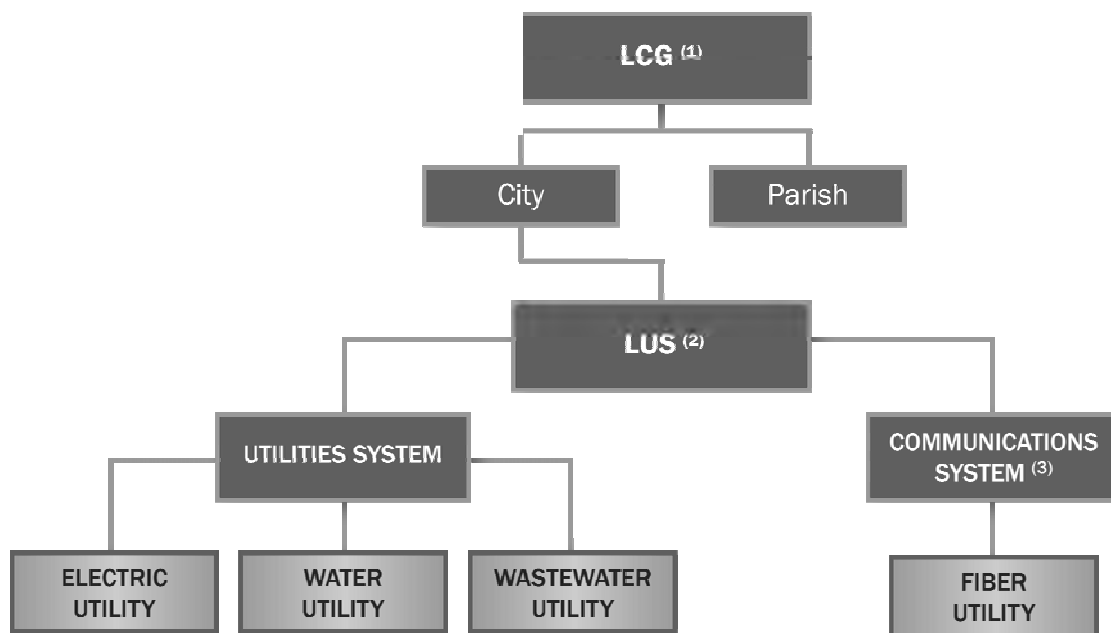 LCG (1)
City
Parish
LUS (2)
UTILITIES SYSTEM
COMMUNICATIONS
SYSTEM (3)
ELECTRIC
UTILITY
WATER
UTILITY
WASTEWATER
UTILITY
FIBER
UTILITY